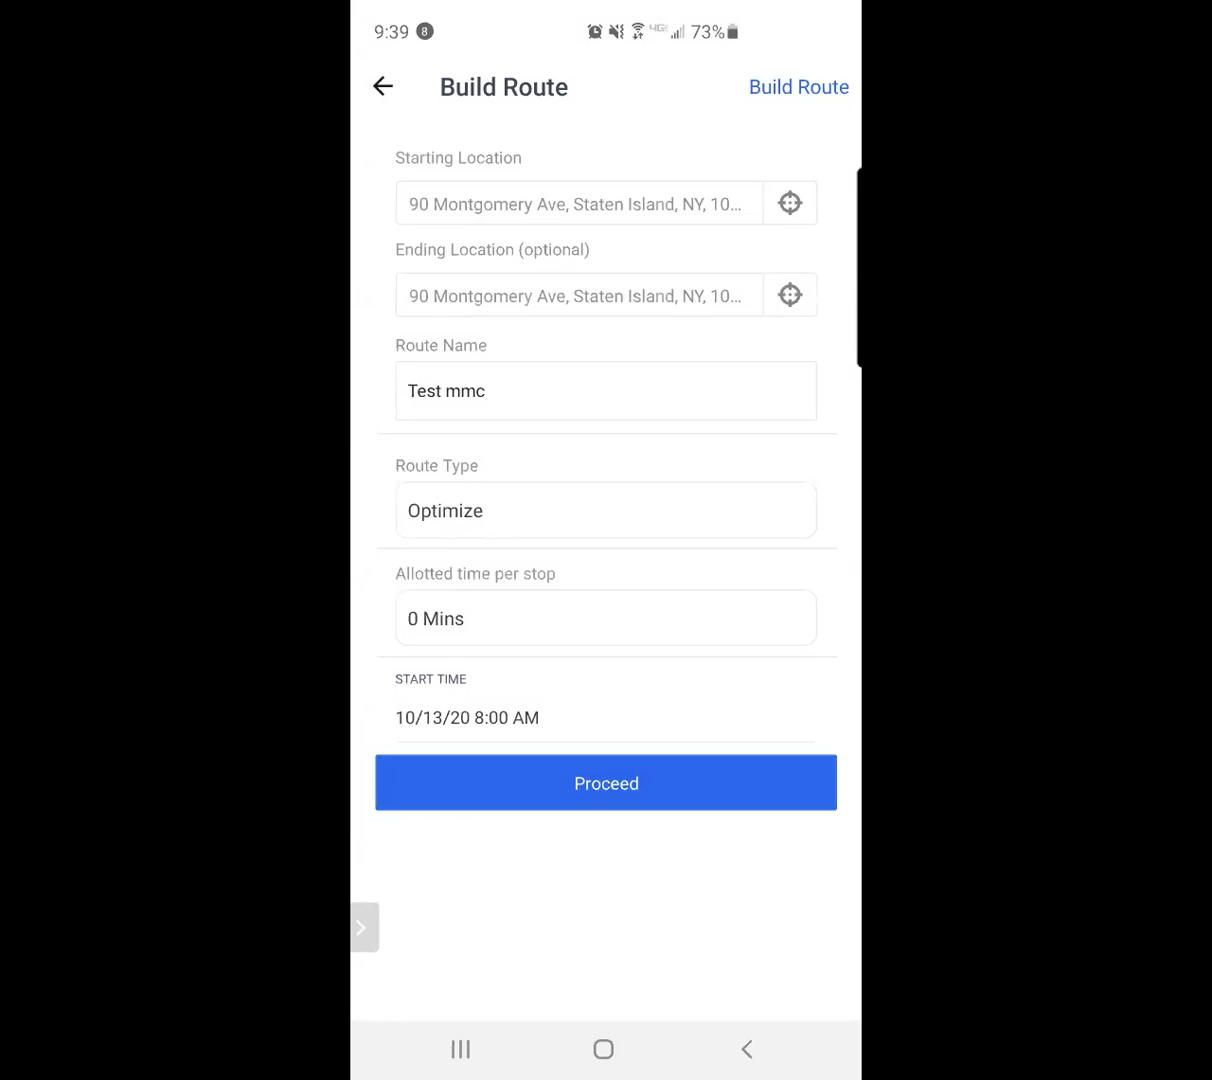 9:39 8 4GE 73%
Build Route Build Route
Starting Location
90 Montgomery Ave, Staten Island, NY, 10...
Ending Location (optional)
90 Montgomery Ave, Staten Island, NY, 10...
Route Name
Test mmc
Route Type
Optimize
Allotted time per stop
0 Mins
START TIME
10/13/20 8:00 AM
Proceed